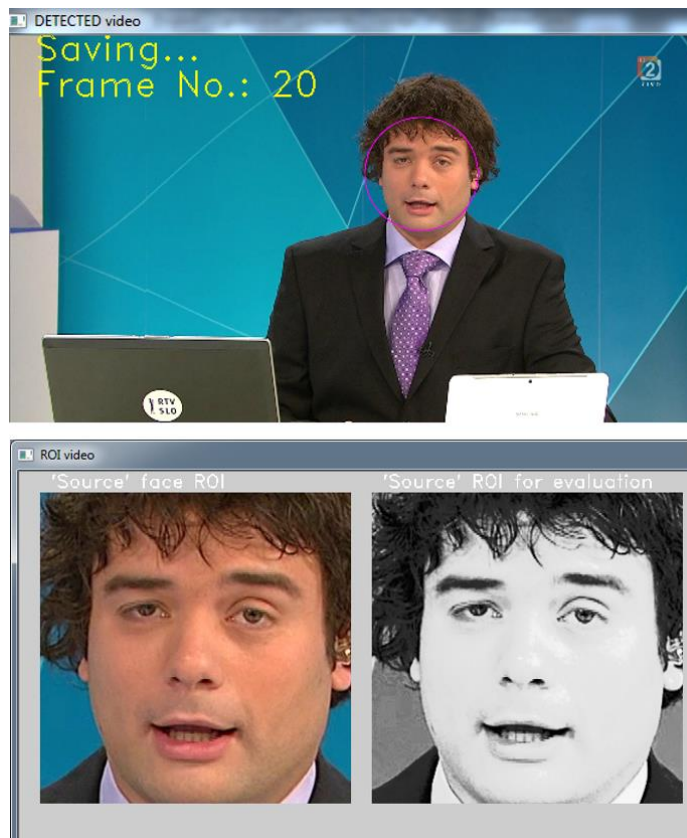 DETECTED video
Saving...
Frame No.: 20
2
RTV
SLO
ROI video
'Source' face ROI
'Source' ROI for evaluation